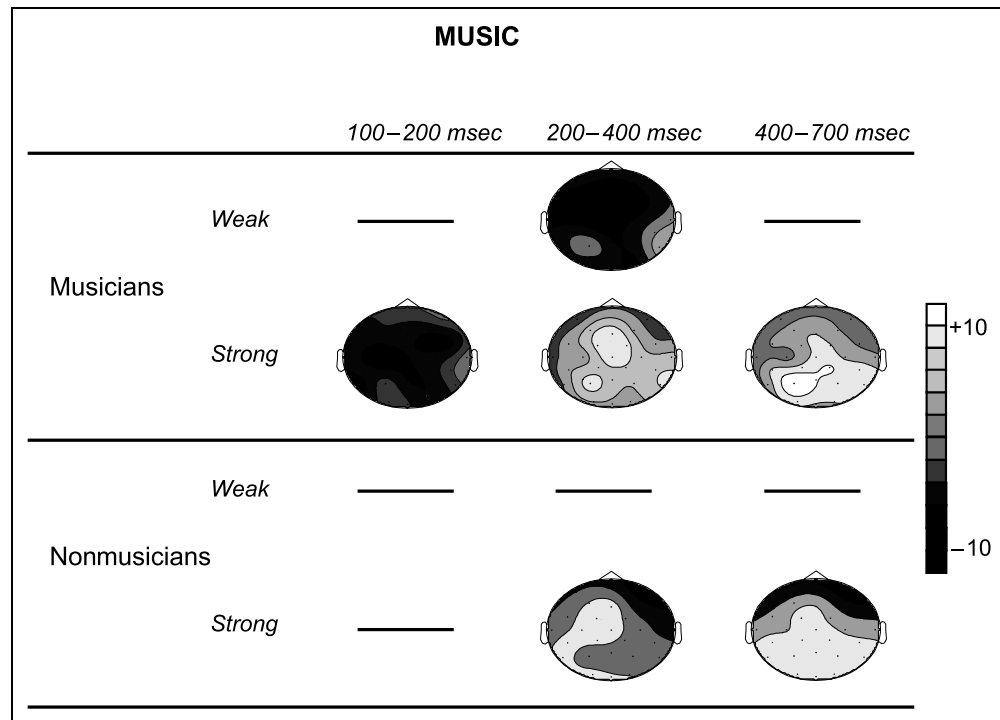 MUSIC
100–200 msec 200–400 msec 400–700 msec
Weak
Musicians
Strong
+10
Weak
–10
Nonmusicians
Strong